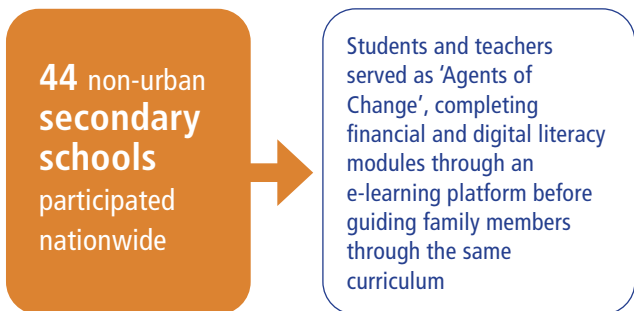 44 non-urban
secondary
schools
participated
nationwide
Students and teachers
served as ‘Agents of
Change’, completing
financial and digital literacy
modules through an
e-learning platform before
guiding family members
through the same
curriculum